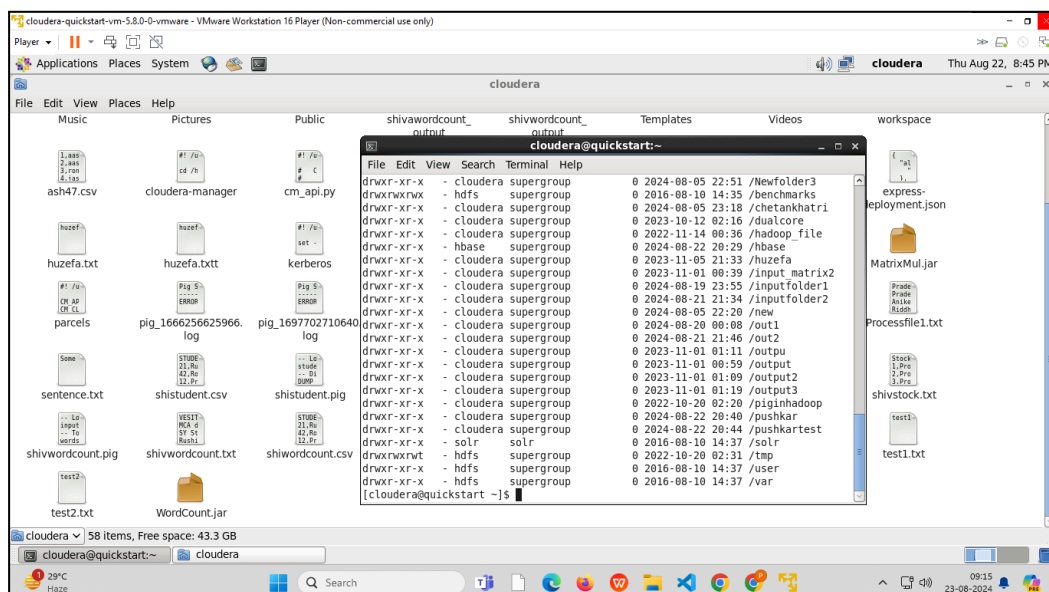 cloudera-quickstart-vm-5.8.0-0-vmware - VMware Workstation 16 Player (Non-commercial use only)
Player
Applications Places System cloudera Thu Aug 22, 8:45 PM
cloudera
File Edit View Places Help
Music Pictures Public shivawordcount_ shivwordcount_ Templates Videos workspace
output output
cloudera@quickstart:~
File Edit View Search Terminal Help
drwxr-xr-x - cloudera supergroup 0 2024-08-05 22:51 /Newfolder3
drwxrwxrwx - hdfs supergroup 0 2016-08-10 14:35 /benchmarks
drwxr-xr-x - cloudera supergroup 0 2024-08-05 23:18 /chetankhatri
drwxr-xr-x - cloudera supergroup 0 2023-10-12 02:16 /dualcore
drwxr-xr-x - cloudera supergroup 0 2022-11-14 00:36 /hadoop_file
drwxr-xr-x - hbase supergroup 0 2024-08-22 20:29 /hbase
drwxr-xr-x - cloudera supergroup 0 2023-11-05 21:33 /huzefa
drwxr-xr-x - cloudera supergroup 0 2023-11-01 00:39 /input_matrix2
drwxr-xr-x - cloudera supergroup 0 2024-08-19 23:55 /inputfolder1
drwxr-xr-x - cloudera supergroup 0 2024-08-21 21:34 /inputfolder2
drwxr-xr-x - cloudera supergroup 0 2024-08-05 22:20 /new
drwxr-xr-x - cloudera supergroup 0 2024-08-20 00:08 /out1
drwxr-xr-x - cloudera supergroup 0 2024-08-21 21:46 /out2
drwxr-xr-x - cloudera supergroup 0 2023-11-01 01:11 /outpu
drwxr-xr-x - cloudera supergroup 0 2023-11-01 00:59 /output
drwxr-xr-x - cloudera supergroup 0 2023-11-01 01:09 /output2
drwxr-xr-x - cloudera supergroup 0 2023-11-01 01:19 /output3
drwxr-xr-x - cloudera supergroup 0 2022-10-20 02:20 /piginhadoop
drwxr-xr-x - cloudera supergroup 0 2024-08-22 20:40 /pushkar
drwxr-xr-x - cloudera supergroup 0 2024-08-22 20:44 /pushkartest
drwxr-xr-x - solr solr 0 2016-08-10 14:37 /solr
drwxrwxrwt - hdfs supergroup 0 2022-10-20 02:31 /tmp
drwxr-xr-x - hdfs supergroup 0 2016-08-10 14:37 /user
drwxr-xr-x - hdfs supergroup 0 2016-08-10 14:37 /var
[cloudera@quickstart ~]$
ash47.csv cloudera-manager cm_api.py express-
eployment.json
huzefa.txt huzefa.txtt kerberos MatrixMul.jar
parcels pig_1666256625966. pig_1697702710640. Processfile1.txt
log log
sentence.txt shistudent.csv shistudent.pig shivstock.txt
shivwordcount.pig shivwordcount.txt shiwordcount.csv test1.txt
test2.txt WordCount.jar
cloudera 58 items, Free space: 43.3 GB
cloudera@quickstart:~ cloudera
29°C
Haze
Search
09:15
23-08-2024